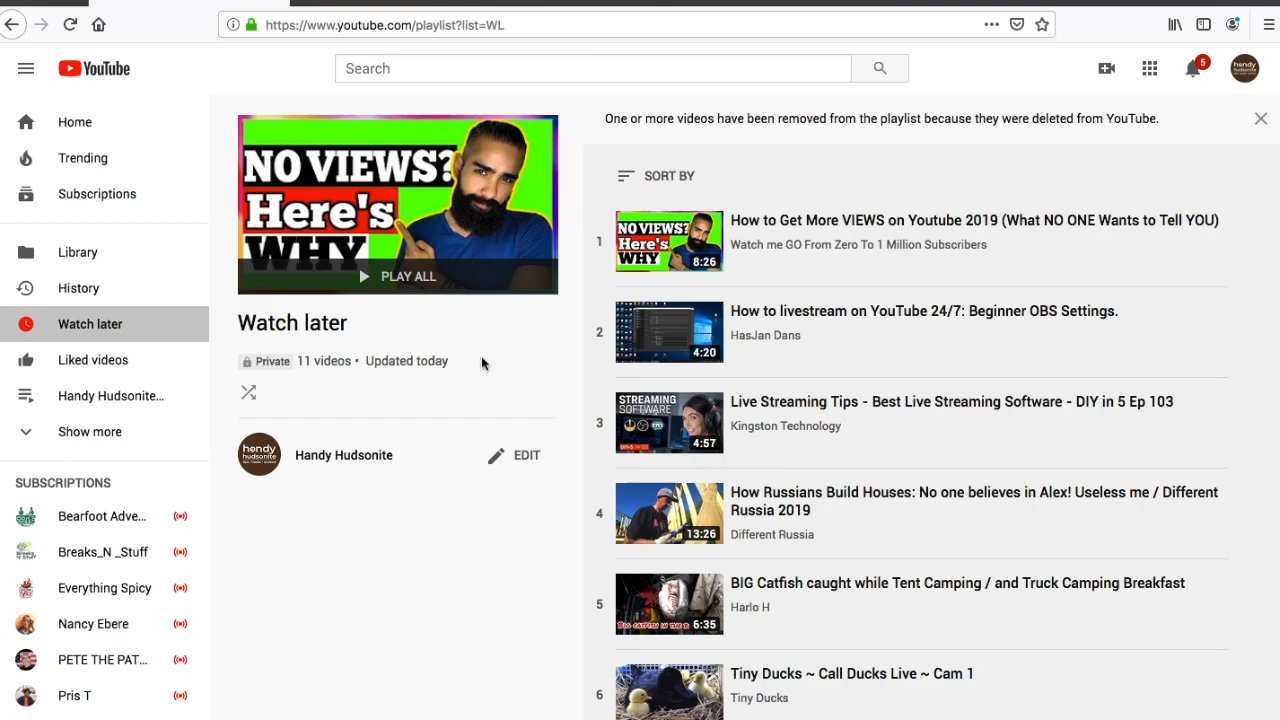 https://www.youtube.com/playlist?list=WL
YouTube
Search
5
hendy
hudsonite
Home
Trending
Subscriptions
Library
History
Watch later
Liked videos
Handy Hudsonite...
Show more
SUBSCRIPTIONS
Bearfoot Adve...
Breaks_N _Stuff
Everything Spicy
Nancy Ebere
PETE THE PAT...
Pris T
NO VIEWS?
Here's
WHY
PLAY ALL
Watch later
Private 11 videos • Updated today
hendy
hudsonite
Handy Hudsonite
EDIT
One or more videos have been removed from the playlist because they were deleted from YouTube.
SORT BY
1
NO VIEWS?
Here's
WHY
8:26
How to Get More VIEWS on Youtube 2019 (What NO ONE Wants to Tell YOU)
Watch me GO From Zero To 1 Million Subscribers
2
4:20
How to livestream on YouTube 24/7: Beginner OBS Settings.
HasJan Dans
3
STREAMING
SOFTWARE
4:57
Live Streaming Tips - Best Live Streaming Software - DIY in 5 Ep 103
Kingston Technology
4
13:26
How Russians Build Houses: No one believes in Alex! Useless me / Different
Russia 2019
Different Russia
5
BIG CATFISH IN THE
6:35
BIG Catfish caught while Tent Camping / and Truck Camping Breakfast
Harlo H
6
Tiny Ducks ~ Call Ducks Live ~ Cam 1
Tiny Ducks